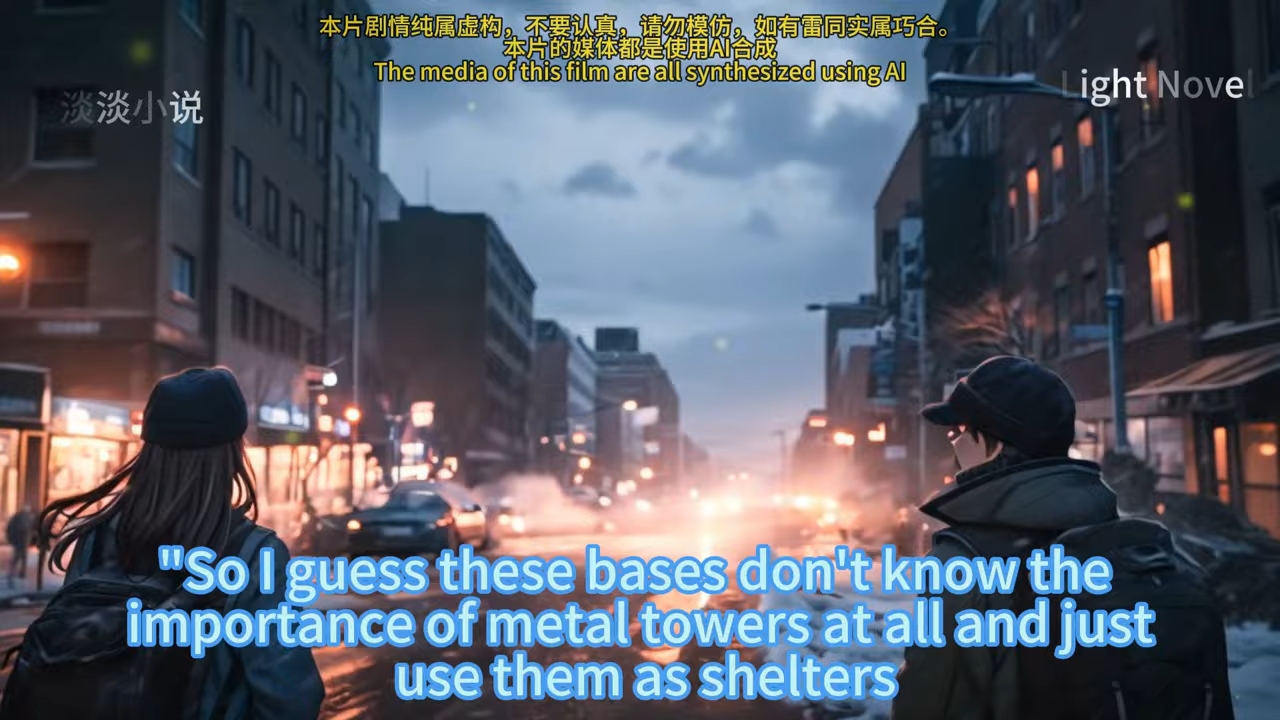 本片剧情纯属虚构，不要认真，请勿模仿，如有雷同实属巧合。
本片的媒体都是使用AI合成
The media of this film are all synthesized using AI
淡淡小说
Light Novel
"So I guess these bases don't know the
importance of metal towers at all and just
use them as shelters